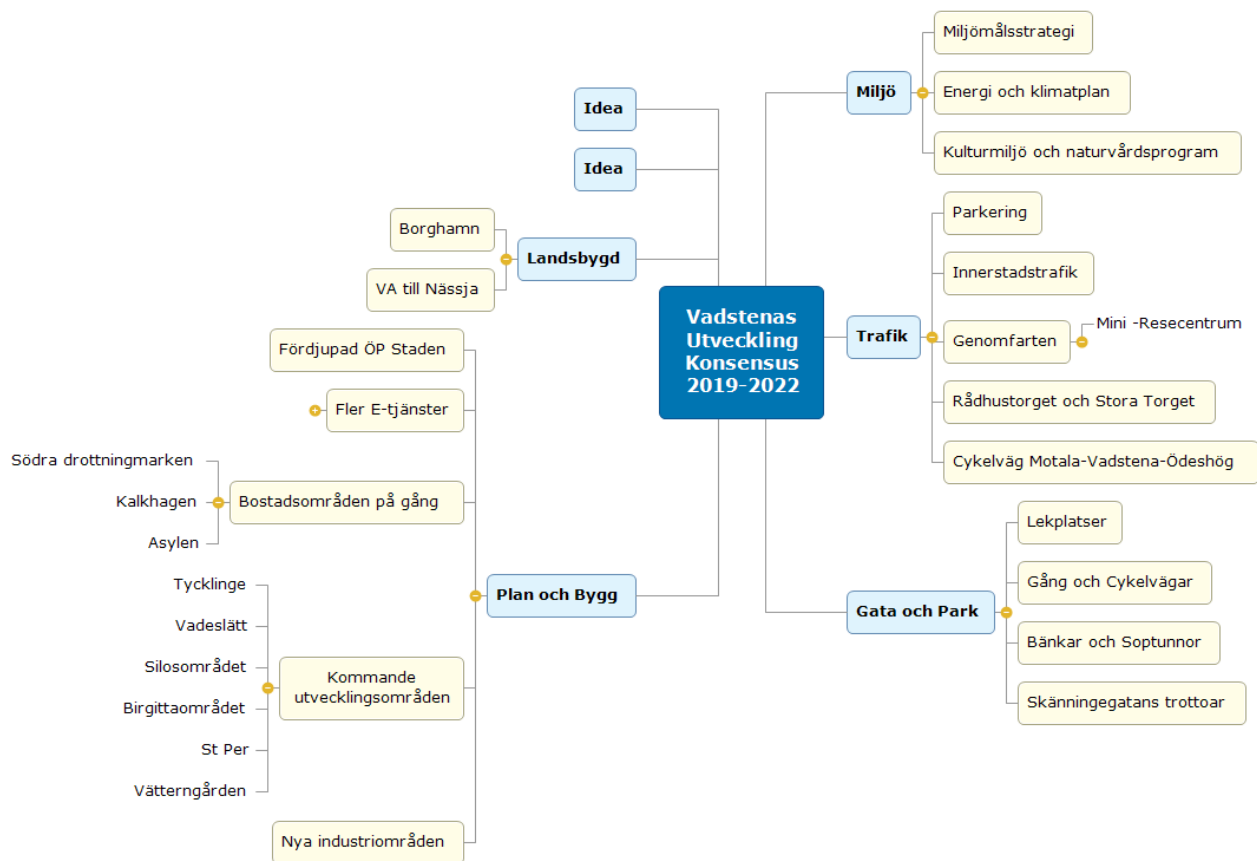 Vadstenas
Utveckling
Konsensus
2019-2022
Miljö
Miljömålsstrategi
Energi och klimatplan
Kulturmiljö och naturvårdsprogram
Trafik
Parkering
Innerstadstrafik
Genomfarten
Mini -Resecentrum
Rådhustorget och Stora Torget
Cykelväg Motala-Vadstena-Ödeshög
Gata och Park
Lekplatser
Gång och Cykelvägar
Bänkar och Soptunnor
Skänningegatans trottoar
Idea
Idea
Landsbygd
Borghamn
VA till Nässja
Plan och Bygg
Fördjupad ÖP Staden
Fler E-tjänster
Bostadsområden på gång
Södra drottningmarken
Kalkhagen
Asylen
Kommande
utvecklingsområden
Tycklinge
Vadeslätt
Silosområdet
Birgittaområdet
St Per
Vätterngården
Nya industriområden